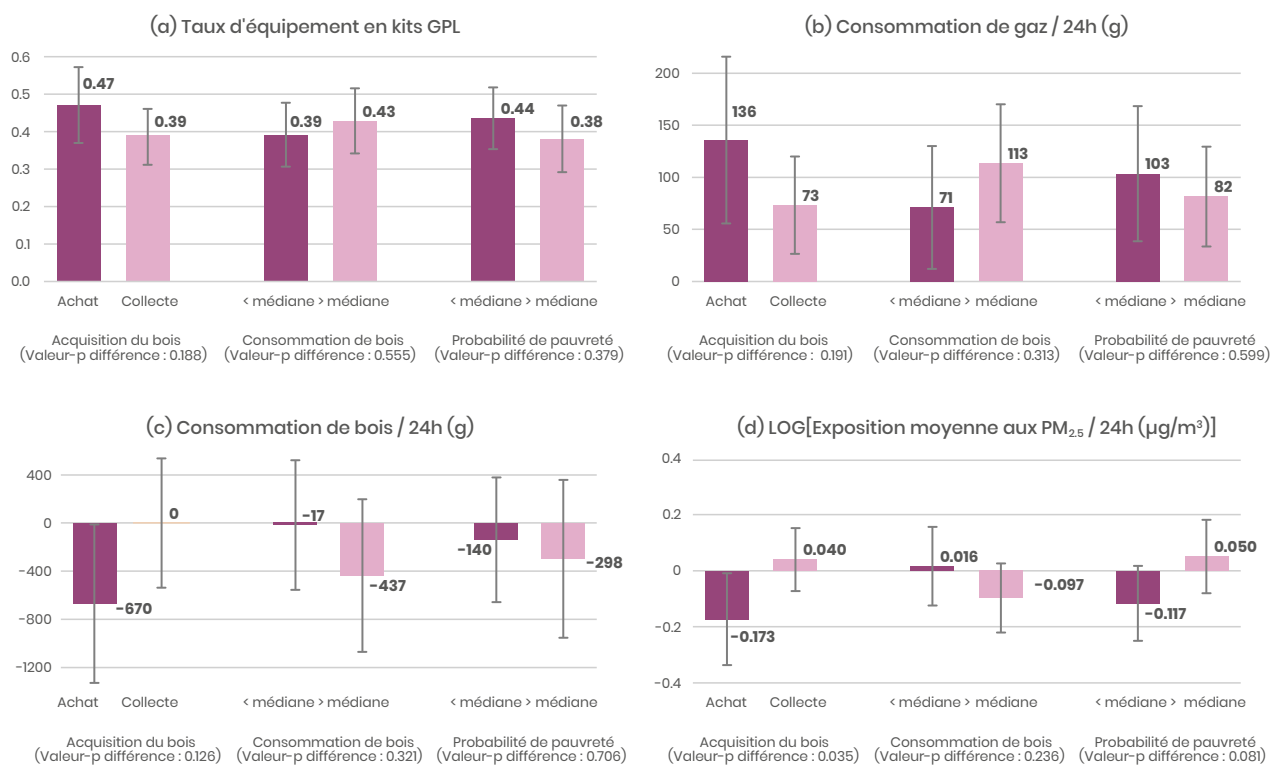 (a) Taux d'équipement en kits GPL
0.6
0.5
0.4
0.3
0.2
0.1
0.0
0.47
0.39
0.39
0.43
0.44
0.38
Achat Collecte < médiane > médiane < médiane > médiane
Acquisition du bois
(Valeur-p différence : 0.188)
Consommation de bois
(Valeur-p différence : 0.555)
Probabilité de pauvreté
(Valeur-p différence : 0.379)
(b) Consommation de gaz / 24h (g)
200
150
100
50
0
136
73
71
113
103
82
Achat Collecte < médiane > médiane < médiane > médiane
Acquisition du bois
(Valeur-p différence : 0.191)
Consommation de bois
(Valeur-p différence : 0.313)
Probabilité de pauvreté
(Valeur-p différence : 0.599)
(c) Consommation de bois / 24h (g)
400
0
-400
-800
-1200
-670
0
-17
-437
-140
-298
Achat Collecte < médiane > médiane < médiane > médiane
Acquisition du bois
(Valeur-p différence : 0.126)
Consommation de bois
(Valeur-p différence : 0.321)
Probabilité de pauvreté
(Valeur-p différence : 0.706)
(d) LOG[Exposition moyenne aux PM₂.₅ / 24h (µg/m³)]
0.4
0.2
0
-0.2
-0.4
-0.173
0.040
0.016
-0.097
-0.117
0.050
Achat Collecte < médiane > médiane < médiane > médiane
Acquisition du bois
(Valeur-p différence : 0.035)
Consommation de bois
(Valeur-p différence : 0.236)
Probabilité de pauvreté
(Valeur-p différence : 0.081)